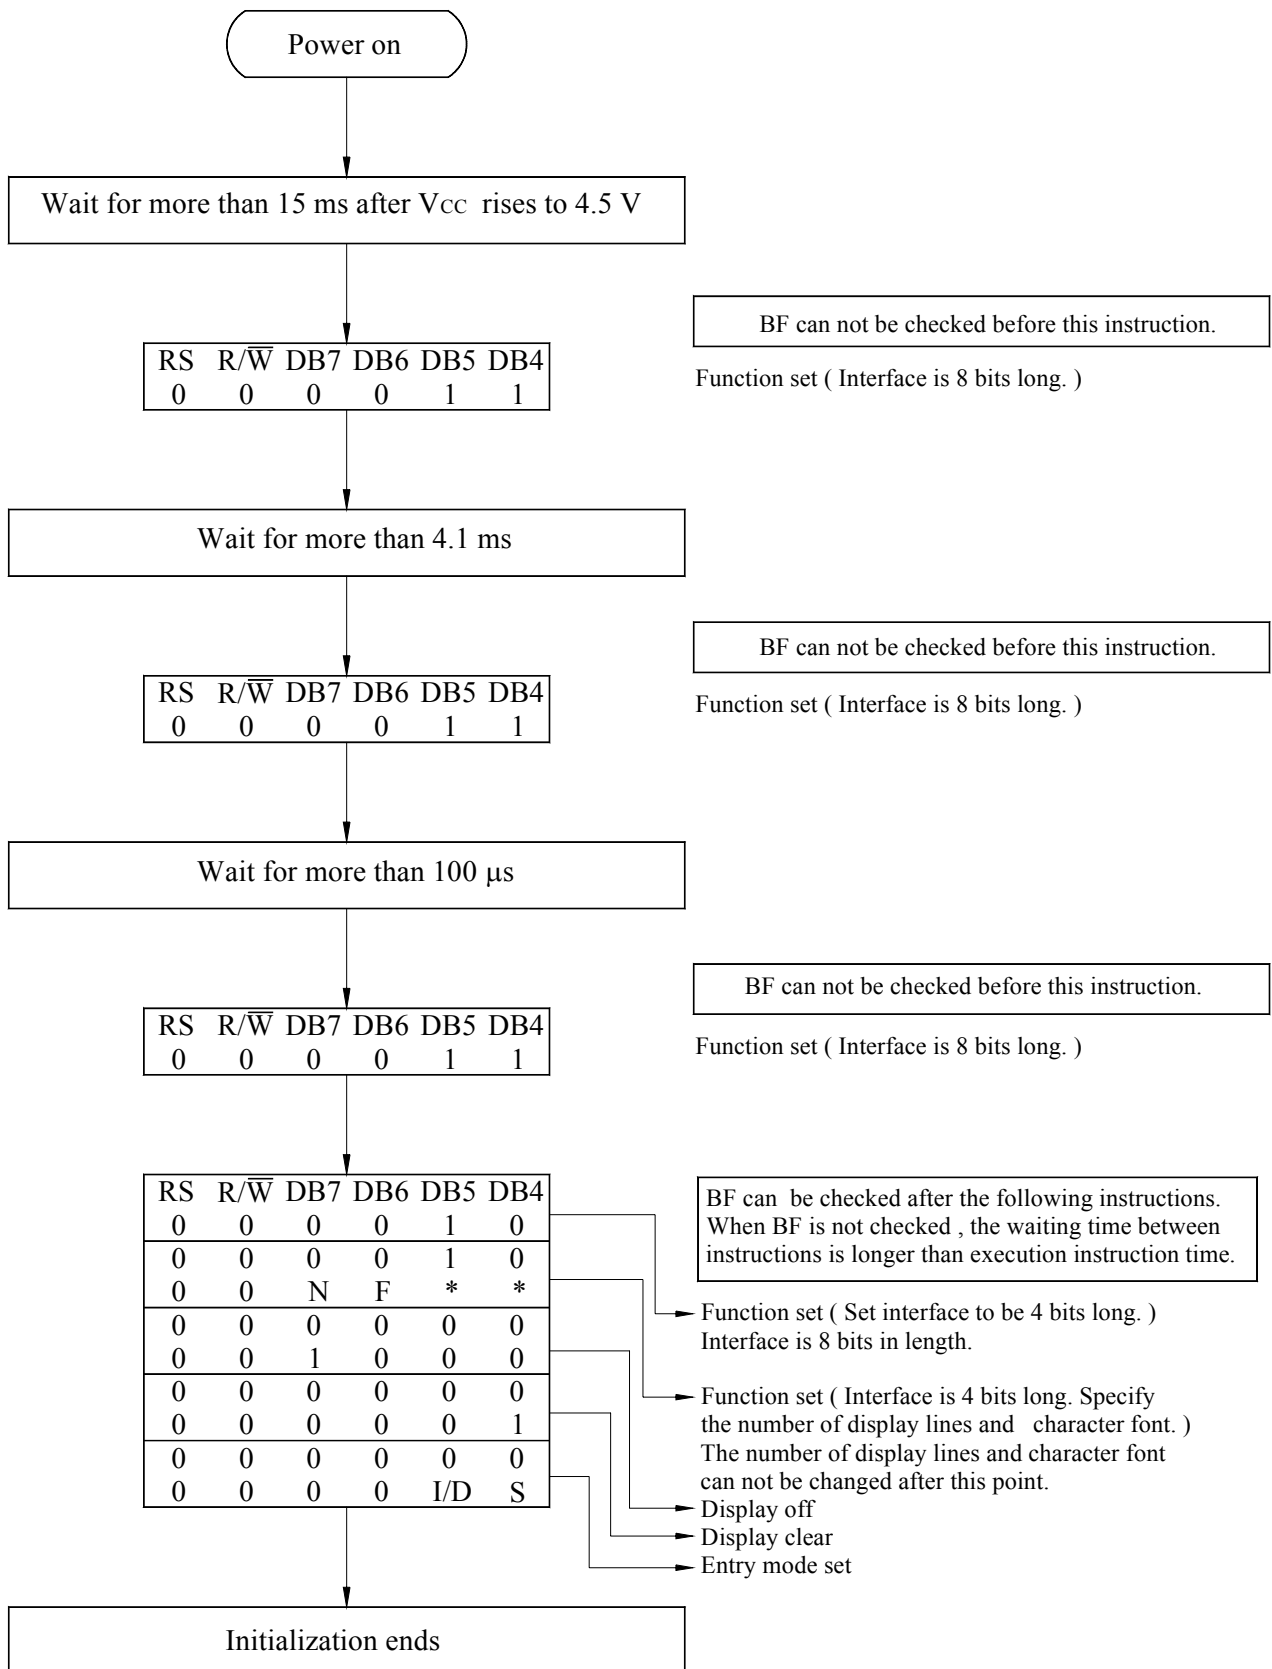 Power on
Wait for more than 15 ms after VCC rises to 4.5 V
BF can not be checked before this instruction.
RS R/W̅ DB7 DB6 DB5 DB4
0 0 0 0 1 1
Function set ( Interface is 8 bits long. )
Wait for more than 4.1 ms
BF can not be checked before this instruction.
RS R/W̅ DB7 DB6 DB5 DB4
0 0 0 0 1 1
Function set ( Interface is 8 bits long. )
Wait for more than 100 μs
BF can not be checked before this instruction.
RS R/W̅ DB7 DB6 DB5 DB4
0 0 0 0 1 1
Function set ( Interface is 8 bits long. )
RS R/W̅ DB7 DB6 DB5 DB4
0 0 0 0 1 0
0 0 0 0 1 0
0 0 N F * *
0 0 0 0 0 0
0 0 1 0 0 0
0 0 0 0 0 0
0 0 0 0 0 1
0 0 0 0 0 0
0 0 0 0 I/D S
BF can be checked after the following instructions.
When BF is not checked , the waiting time between
instructions is longer than execution instruction time.
Function set ( Set interface to be 4 bits long. )
Interface is 8 bits in length.
Function set ( Interface is 4 bits long. Specify
the number of display lines and character font. )
The number of display lines and character font
can not be changed after this point.
Display off
Display clear
Entry mode set
Initialization ends